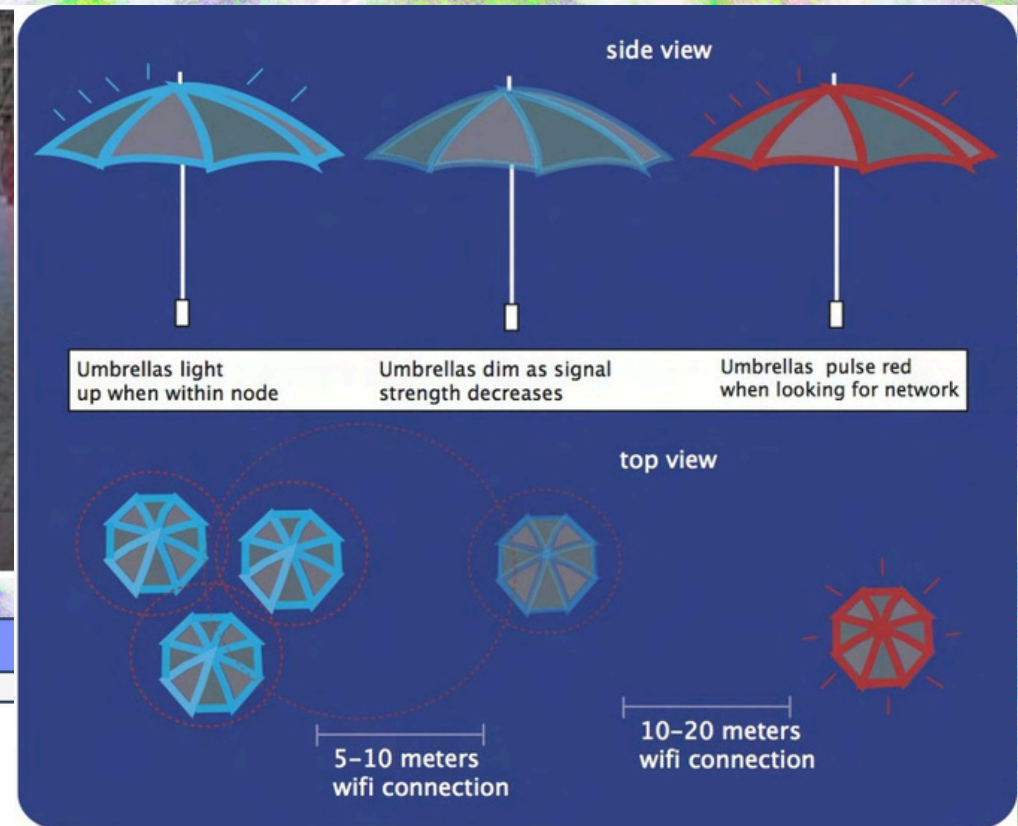 side view
Umbrellas light
up when within node
Umbrellas dim as signal
strength decreases
Umbrellas pulse red
when looking for network
top view
5–10 meters
wifi connection
10–20 meters
wifi connection